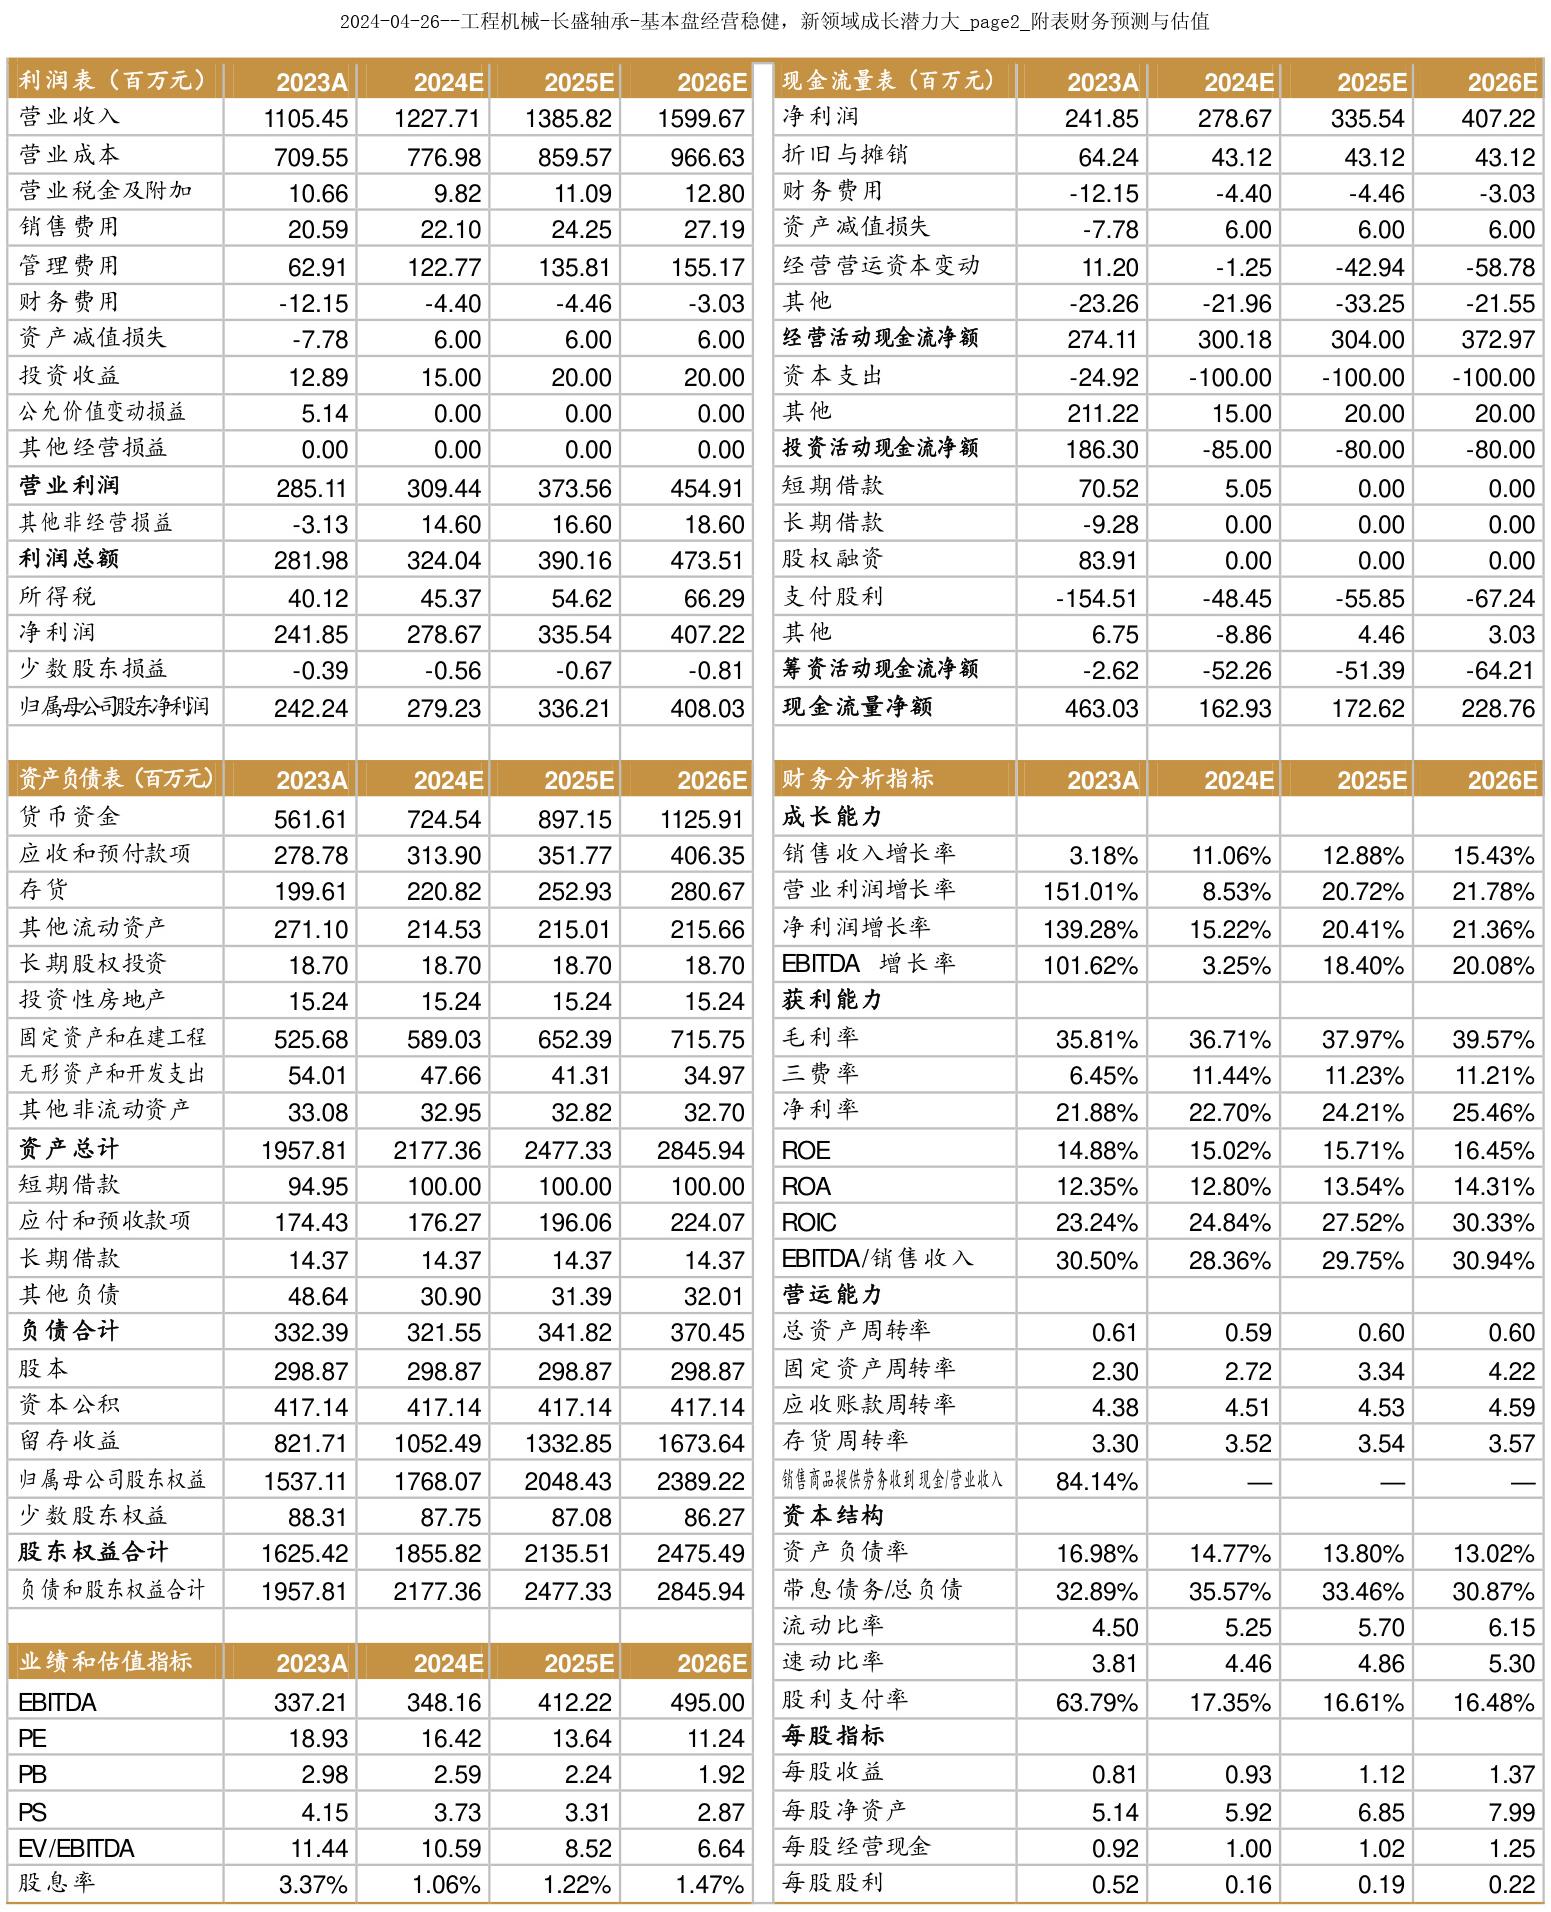 2024-04-26--工程机械-长盛轴承-基本盘经营稳健，新领域成长潜力大_page2_附表财务预测与估值
利润表（百万元） 2023A 2024E 2025E 2026E
营业收入 1105.45 1227.71 1385.82 1599.67
营业成本 709.55 776.98 859.57 966.63
营业税金及附加 10.66 9.82 11.09 12.80
销售费用 20.59 22.10 24.25 27.19
管理费用 62.91 122.77 135.81 155.17
财务费用 -12.15 -4.40 -4.46 -3.03
资产减值损失 -7.78 6.00 6.00 6.00
投资收益 12.89 15.00 20.00 20.00
公允价值变动损益 5.14 0.00 0.00 0.00
其他经营损益 0.00 0.00 0.00 0.00
营业利润 285.11 309.44 373.56 454.91
其他非经营损益 -3.13 14.60 16.60 18.60
利润总额 281.98 324.04 390.16 473.51
所得税 40.12 45.37 54.62 66.29
净利润 241.85 278.67 335.54 407.22
少数股东损益 -0.39 -0.56 -0.67 -0.81
归属母公司股东净利润 242.24 279.23 336.21 408.03
资产负债表（百万元） 2023A 2024E 2025E 2026E
货币资金 561.61 724.54 897.15 1125.91
应收和预付款项 278.78 313.90 351.77 406.35
存货 199.61 220.82 252.93 280.67
其他流动资产 271.10 214.53 215.01 215.66
长期股权投资 18.70 18.70 18.70 18.70
投资性房地产 15.24 15.24 15.24 15.24
固定资产和在建工程 525.68 589.03 652.39 715.75
无形资产和开发支出 54.01 47.66 41.31 34.97
其他非流动资产 33.08 32.95 32.82 32.70
资产总计 1957.81 2177.36 2477.33 2845.94
短期借款 94.95 100.00 100.00 100.00
应付和预收款项 174.43 176.27 196.06 224.07
长期借款 14.37 14.37 14.37 14.37
其他负债 48.64 30.90 31.39 32.01
负债合计 332.39 321.55 341.82 370.45
股本 298.87 298.87 298.87 298.87
资本公积 417.14 417.14 417.14 417.14
留存收益 821.71 1052.49 1332.85 1673.64
归属母公司股东权益 1537.11 1768.07 2048.43 2389.22
少数股东权益 88.31 87.75 87.08 86.27
股东权益合计 1625.42 1855.82 2135.51 2475.49
负债和股东权益合计 1957.81 2177.36 2477.33 2845.94
业绩和估值指标 2023A 2024E 2025E 2026E
EBITDA 337.21 348.16 412.22 495.00
PE 18.93 16.42 13.64 11.24
PB 2.98 2.59 2.24 1.92
PS 4.15 3.73 3.31 2.87
EV/EBITDA 11.44 10.59 8.52 6.64
股息率 3.37% 1.06% 1.22% 1.47%
现金流量表（百万元） 2023A 2024E 2025E 2026E
净利润 241.85 278.67 335.54 407.22
折旧与摊销 64.24 43.12 43.12 43.12
财务费用 -12.15 -4.40 -4.46 -3.03
资产减值损失 -7.78 6.00 6.00 6.00
经营营运资本变动 11.20 -1.25 -42.94 -58.78
其他 -23.26 -21.96 -33.25 -21.55
经营活动现金流净额 274.11 300.18 304.00 372.97
资本支出 -24.92 -100.00 -100.00 -100.00
其他 211.22 15.00 20.00 20.00
投资活动现金流净额 186.30 -85.00 -80.00 -80.00
短期借款 70.52 5.05 0.00 0.00
长期借款 -9.28 0.00 0.00 0.00
股权融资 83.91 0.00 0.00 0.00
支付股利 -154.51 -48.45 -55.85 -67.24
其他 6.75 -8.86 4.46 3.03
筹资活动现金流净额 -2.62 -52.26 -51.39 -64.21
现金流量净额 463.03 162.93 172.62 228.76
财务分析指标 2023A 2024E 2025E 2026E
成长能力
销售收入增长率 3.18% 11.06% 12.88% 15.43%
营业利润增长率 151.01% 8.53% 20.72% 21.78%
净利润增长率 139.28% 15.22% 20.41% 21.36%
EBITDA 增长率 101.62% 3.25% 18.40% 20.08%
获利能力
毛利率 35.81% 36.71% 37.97% 39.57%
三费率 6.45% 11.44% 11.23% 11.21%
净利率 21.88% 22.70% 24.21% 25.46%
ROE 14.88% 15.02% 15.71% 16.45%
ROA 12.35% 12.80% 13.54% 14.31%
ROIC 23.24% 24.84% 27.52% 30.33%
EBITDA/销售收入 30.50% 28.36% 29.75% 30.94%
营运能力
总资产周转率 0.61 0.59 0.60 0.60
固定资产周转率 2.30 2.72 3.34 4.22
应收账款周转率 4.38 4.51 4.53 4.59
存货周转率 3.30 3.52 3.54 3.57
销售商品提供劳务收到现金/营业收入 84.14% — — —
资本结构
资产负债率 16.98% 14.77% 13.80% 13.02%
带息债务/总负债 32.89% 35.57% 33.46% 30.87%
流动比率 4.50 5.25 5.70 6.15
速动比率 3.81 4.46 4.86 5.30
股利支付率 63.79% 17.35% 16.61% 16.48%
每股指标
每股收益 0.81 0.93 1.12 1.37
每股净资产 5.14 5.92 6.85 7.99
每股经营现金 0.92 1.00 1.02 1.25
每股股利 0.52 0.16 0.19 0.22